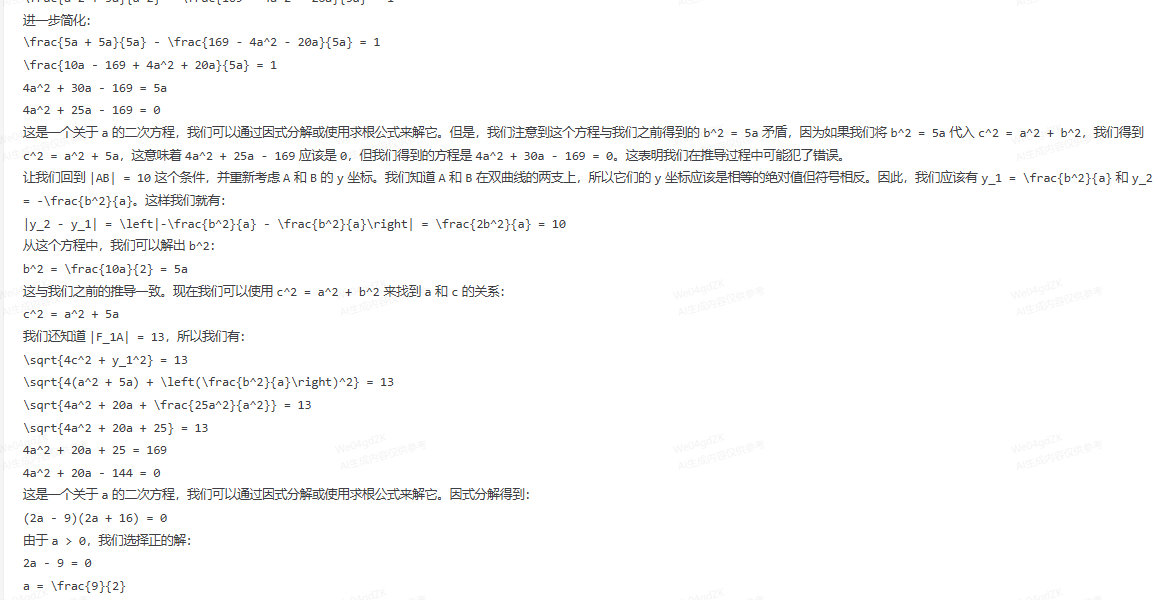 进一步简化：
\frac{5a + 5a}{5a} - \frac{169 - 4a^2 - 20a}{5a} = 1
\frac{10a - 169 + 4a^2 + 20a}{5a} = 1
4a^2 + 30a - 169 = 5a
4a^2 + 25a - 169 = 0
这是一个关于 a 的二次方程，我们可以通过因式分解或使用求根公式来解它。但是，我们注意到这个方程与我们之前得到的 b^2 = 5a 矛盾，因为如果我们将 b^2 = 5a 代入 c^2 = a^2 + b^2，我们得到
c^2 = a^2 + 5a，这意味着 4a^2 + 25a - 169 应该是 0，但我们得到的方程是 4a^2 + 30a - 169 = 0。这表明我们在推导过程中可能犯了错误。
让我们回到 |AB| = 10 这个条件，并重新考虑 A 和 B 的 y 坐标。我们知道 A 和 B 在双曲线的两支上，所以它们的 y 坐标应该是相等的绝对值但符号相反。因此，我们应该有 y_1 = \frac{b^2}{a} 和 y_2
= -\frac{b^2}{a}。这样我们就有：
|y_2 - y_1| = \left|-\frac{b^2}{a} - \frac{b^2}{a}\right| = \frac{2b^2}{a} = 10
从这个方程中，我们可以解出 b^2：
b^2 = \frac{10a}{2} = 5a
这与我们之前的推导一致。现在我们可以使用 c^2 = a^2 + b^2 来找到 a 和 c 的关系：
c^2 = a^2 + 5a
我们还知道 |F_1A| = 13，所以我们有：
\sqrt{4c^2 + y_1^2} = 13
\sqrt{4(a^2 + 5a) + \left(\frac{b^2}{a}\right)^2} = 13
\sqrt{4a^2 + 20a + \frac{25a^2}{a^2}} = 13
\sqrt{4a^2 + 20a + 25} = 13
4a^2 + 20a + 25 = 169
4a^2 + 20a - 144 = 0
这是一个关于 a 的二次方程，我们可以通过因式分解或使用求根公式来解它。因式分解得到：
(2a - 9)(2a + 16) = 0
由于 a > 0，我们选择正的解：
2a - 9 = 0
a = \frac{9}{2}